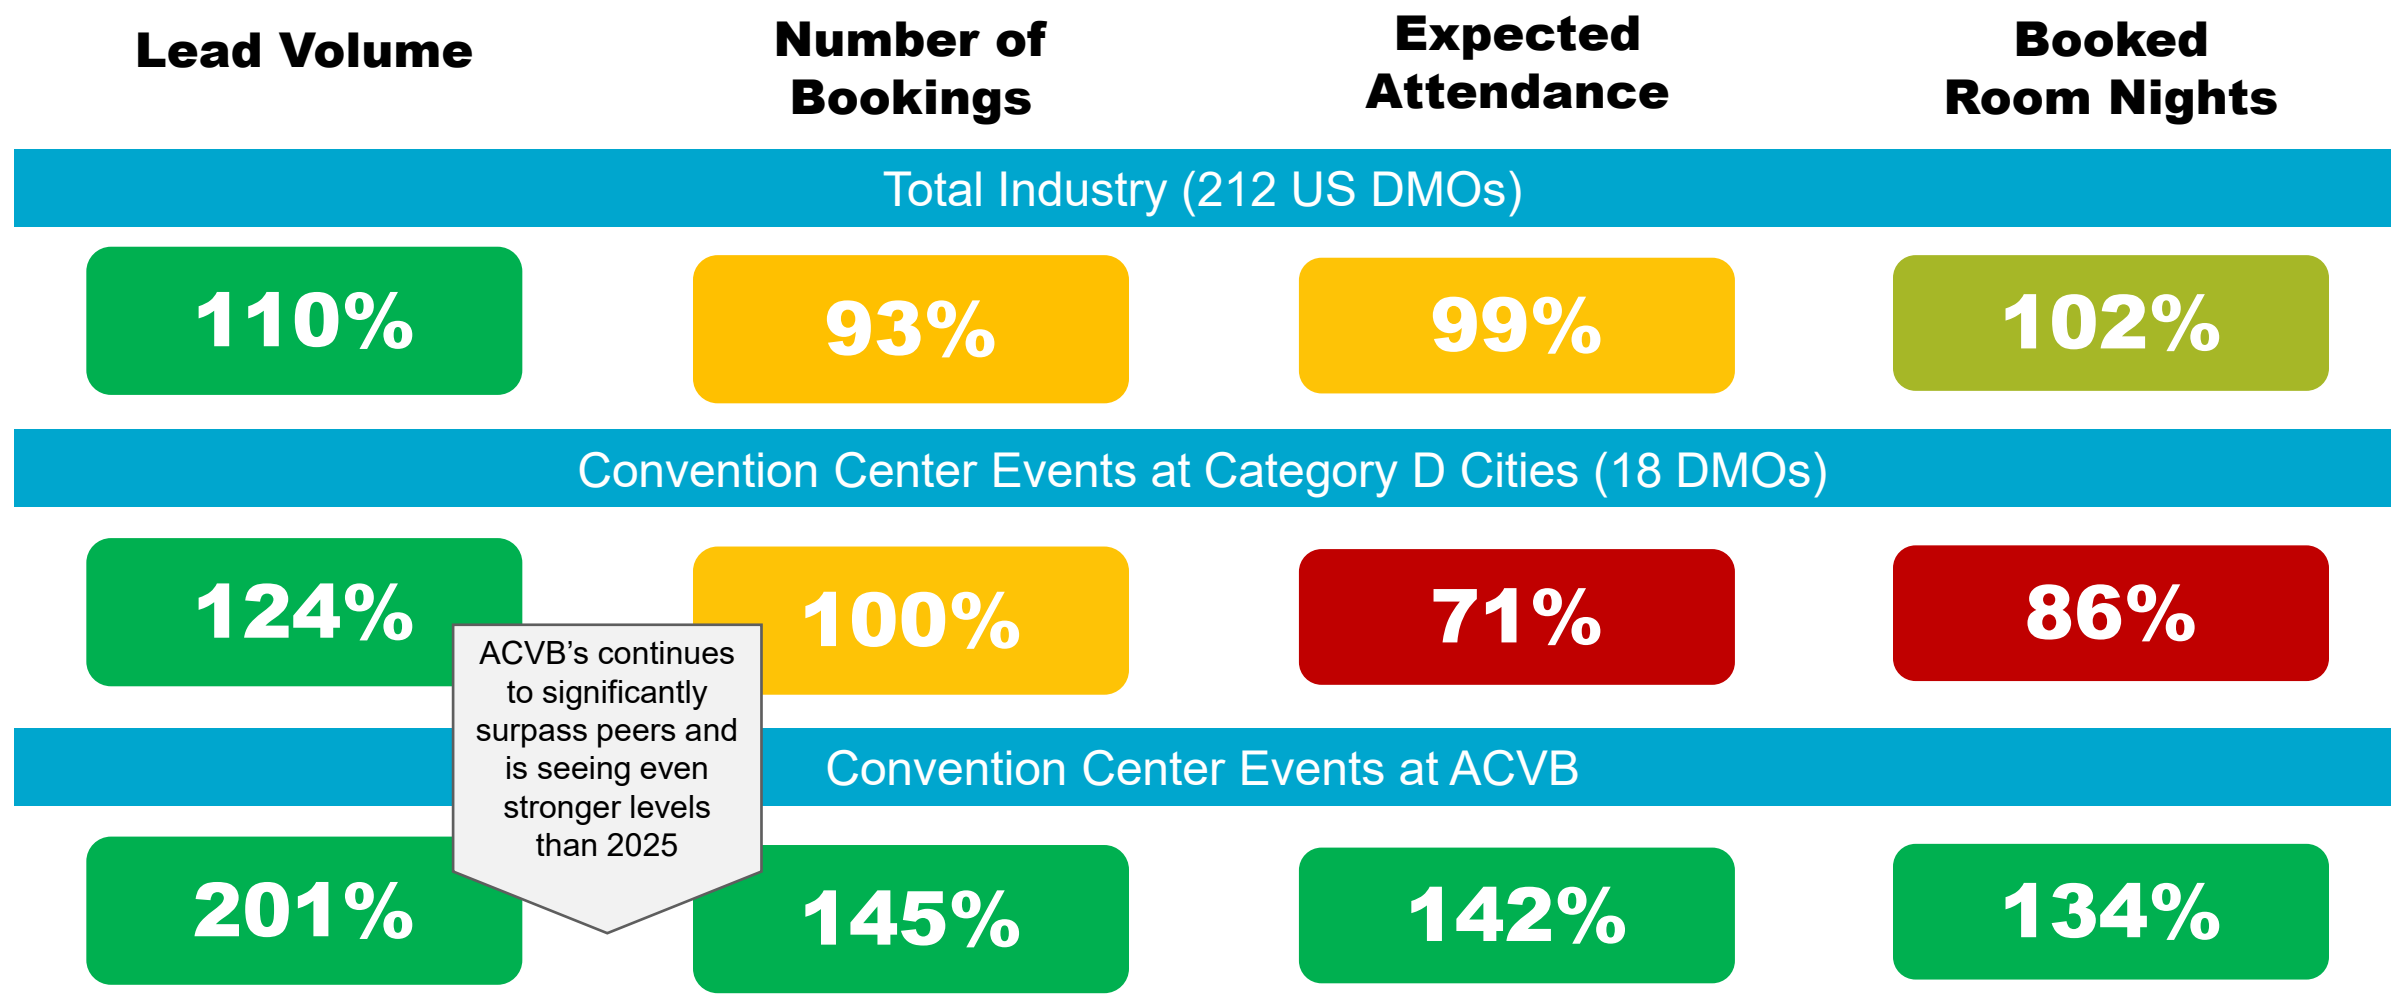 Lead Volume
Number of
Bookings
Expected
Attendance
Booked
Room Nights
Total Industry (212 US DMOs)
110%
93%
99%
102%
Convention Center Events at Category D Cities (18 DMOs)
124%
100%
71%
86%
ACVB’s continues
to significantly
surpass peers and
is seeing even
stronger levels
than 2025
Convention Center Events at ACVB
201%
145%
142%
134%